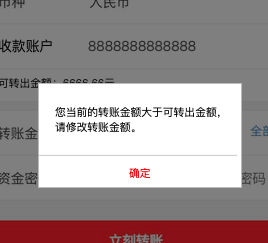 币种 人民币
收款账户 8888888888888
可转出金额：6666.66元
您当前的转账金额大于可转出金额，
请修改转账金额。
转账金 全部
确定
资金密 密码
立刻转账